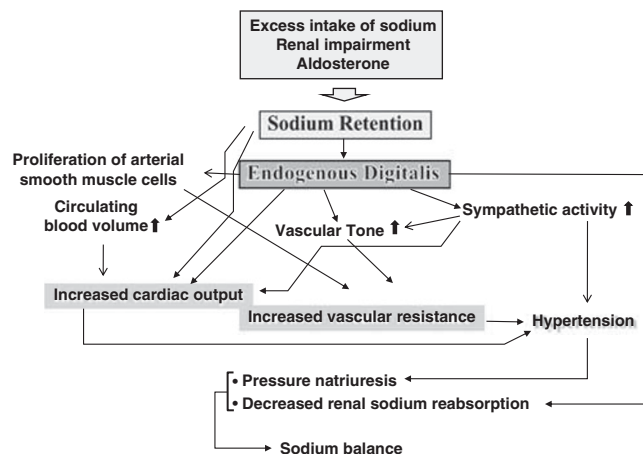 Excess intake of sodium
Renal impairment
Aldosterone
Sodium Retention
Endogenous Digitalis
Proliferation of arterial
smooth muscle cells
Circulating
blood volume ⬆
Vascular Tone ⬆
Sympathetic activity ⬆
Increased cardiac output
Increased vascular resistance
Hypertension
• Pressure natriuresis
• Decreased renal sodium reabsorption
Sodium balance